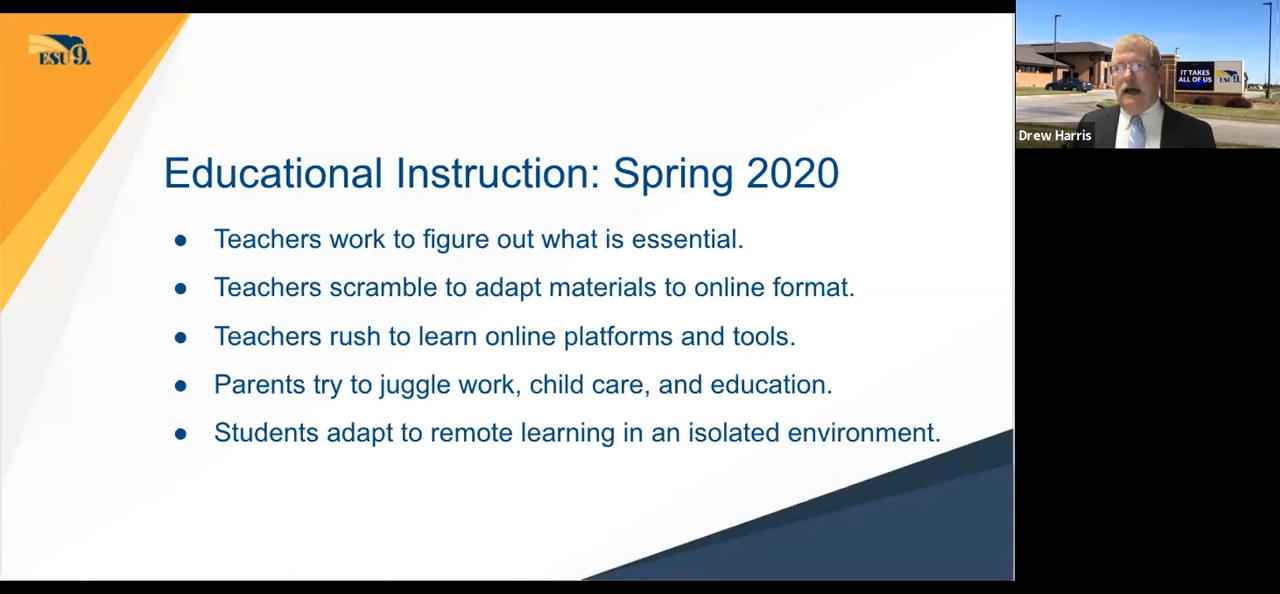 ESU9
Educational Instruction: Spring 2020
● Teachers work to figure out what is essential.
● Teachers scramble to adapt materials to online format.
● Teachers rush to learn online platforms and tools.
● Parents try to juggle work, child care, and education.
● Students adapt to remote learning in an isolated environment.
IT TAKES
ALL OF US
ESU9
Drew Harris